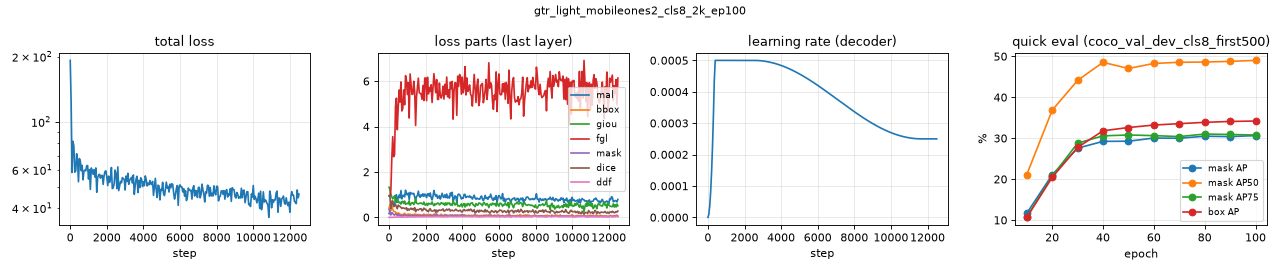 gtr_light_mobileones2_cls8_2k_ep100
total loss
2 × 10²
10²
6 × 10¹
4 × 10¹
0 2000 4000 6000 8000 10000 12000
step
loss parts (last layer)
6
4
2
0
mal
bbox
giou
fgl
mask
dice
ddf
0 2000 4000 6000 8000 10000 12000
step
learning rate (decoder)
0.0005
0.0004
0.0003
0.0002
0.0001
0.0000
0 2000 4000 6000 8000 10000 12000
step
quick eval (coco_val_dev_cls8_first500)
%
50
40
30
20
10
mask AP
mask AP50
mask AP75
box AP
20 40 60 80 100
epoch